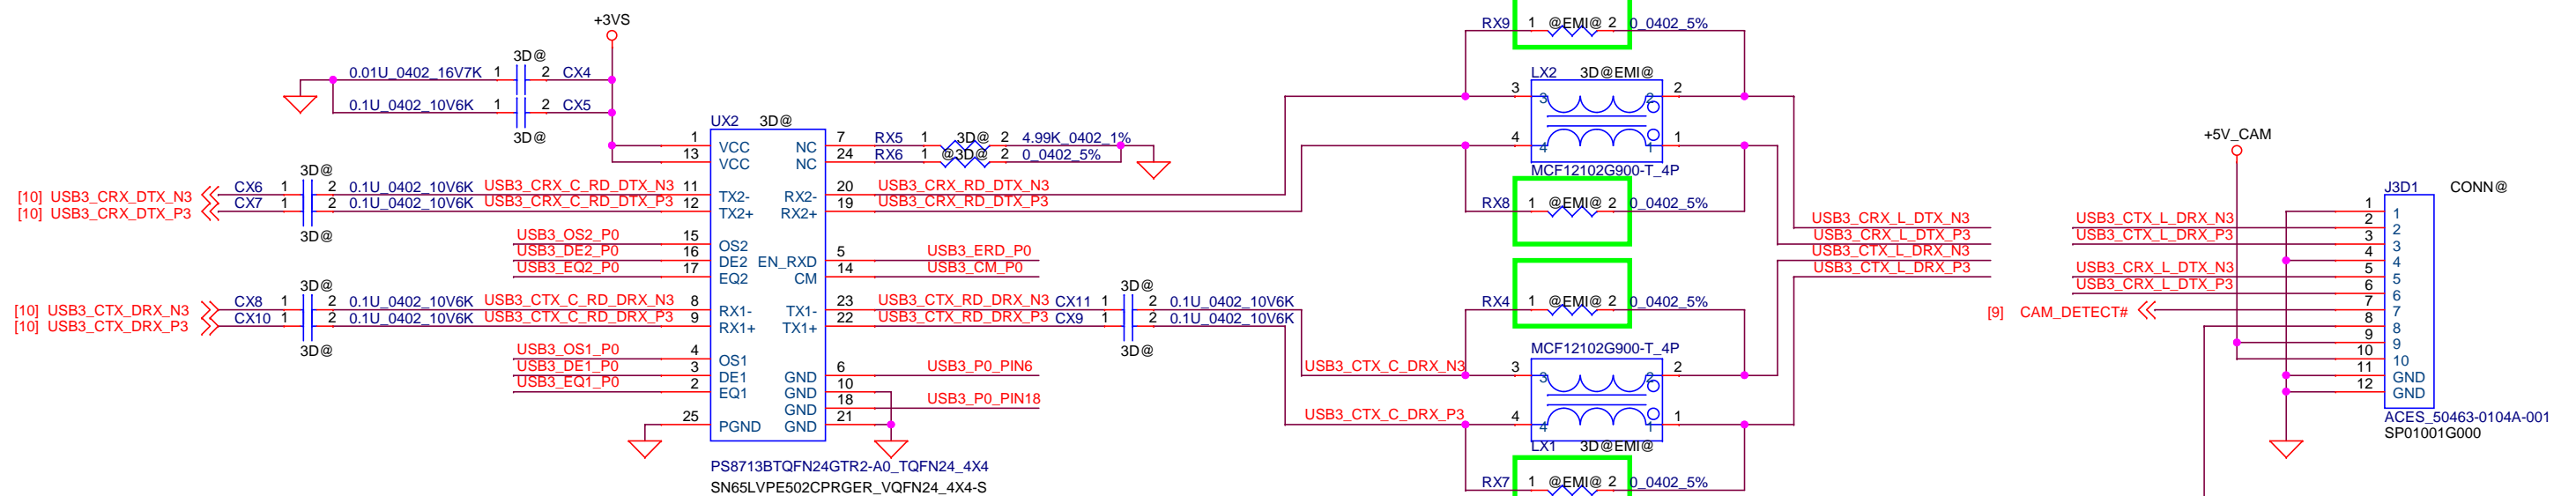 +3VS
3D@
0.01U_0402_16V7K 1 2 CX4
0.1U_0402_10V6K 1 2 CX5
3D@
UX2 3D@
1 VCC
13 VCC
NC 7 RX5 1 3D@ 2 4.99K_0402_1%
NC 24 RX6 1 @3D@ 2 0_0402_5%
3D@
[10] USB3_CRX_DTX_N3 CX6 1 2 0.1U_0402_10V6K USB3_CRX_C_RD_DTX_N3 11 TX2-
[10] USB3_CRX_DTX_P3 CX7 1 2 0.1U_0402_10V6K USB3_CRX_C_RD_DTX_P3 12 TX2+
3D@
RX2- 20 USB3_CRX_RD_DTX_N3
RX2+ 19 USB3_CRX_RD_DTX_P3
USB3_OS2_P0 15 OS2
USB3_DE2_P0 16 DE2
USB3_EQ2_P0 17 EQ2
EN_RXD 5 USB3_ERD_P0
CM 14 USB3_CM_P0
3D@
[10] USB3_CTX_DRX_N3 CX8 1 2 0.1U_0402_10V6K USB3_CTX_C_RD_DRX_N3 8 RX1-
[10] USB3_CTX_DRX_P3 CX10 1 2 0.1U_0402_10V6K USB3_CTX_C_RD_DRX_P3 9 RX1+
3D@
3D@
TX1- 23 USB3_CTX_RD_DRX_N3 CX11 1 2 0.1U_0402_10V6K
TX1+ 22 USB3_CTX_RD_DRX_P3 CX9 1 2 0.1U_0402_10V6K
3D@
USB3_OS1_P0 4 OS1
USB3_DE1_P0 3 DE1
USB3_EQ1_P0 2 EQ1
GND 6 USB3_P0_PIN6
GND 10
GND 18 USB3_P0_PIN18
GND 21
25 PGND
PS8713BTQFN24GTR2-A0_TQFN24_4X4
SN65LVPE502CPRGER_VQFN24_4X4-S
RX9 1 @EMI@ 2 0_0402_5%
LX2 3D@EMI@
3 3 2 2
4 4 1 1
MCF12102G900-T_4P
RX8 1 @EMI@ 2 0_0402_5%
USB3_CRX_L_DTX_N3
USB3_CRX_L_DTX_P3
USB3_CTX_L_DRX_N3
USB3_CTX_L_DRX_P3
RX4 1 @EMI@ 2 0_0402_5%
MCF12102G900-T_4P
USB3_CTX_C_DRX_N3 3 3 2 2
USB3_CTX_C_DRX_P3 4 4 1 1
LX1 3D@EMI@
RX7 1 @EMI@ 2 0_0402_5%
+5V_CAM
J3D1 CONN@
1 1
USB3_CTX_L_DRX_N3 2 2
USB3_CTX_L_DRX_P3 3 3
4 4
USB3_CRX_L_DTX_N3 5 5
USB3_CRX_L_DTX_P3 6 6
[9] CAM_DETECT# 7 7
8 8
9 9
10 10
11 GND
12 GND
ACES_50463-0104A-001
SP01001G000